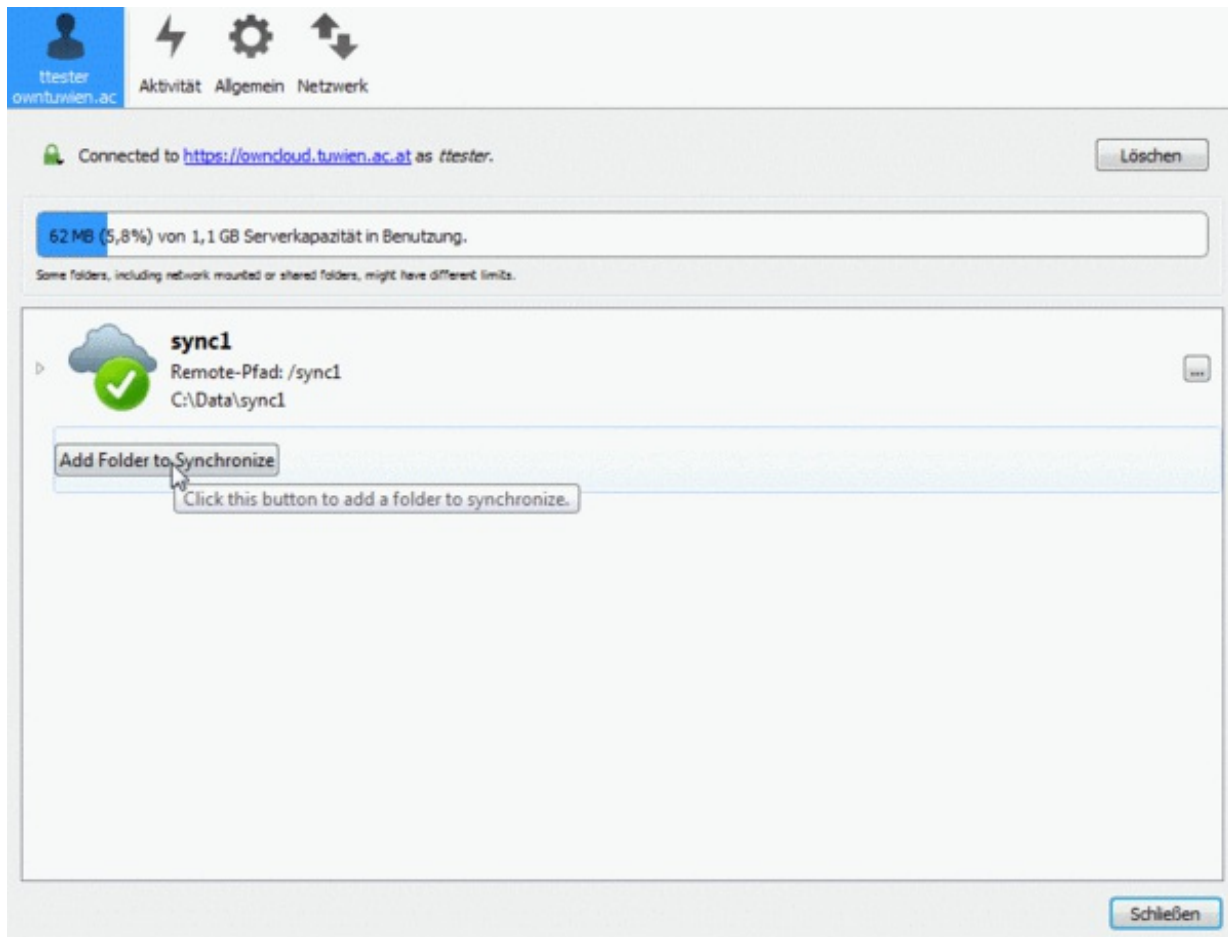 ttester
owntuwien.ac
Aktivität Allgemein Netzwerk
Connected to https://owncloud.tuwien.ac.at as ttester.
Löschen
62 MB (5,8%) von 1,1 GB Serverkapazität in Benutzung.
Some folders, including network mounted or shared folders, might have different limits.
sync1
Remote-Pfad: /sync1
...
C:\Data\sync1
Add Folder to Synchronize
Click this button to add a folder to synchronize.
Schließen